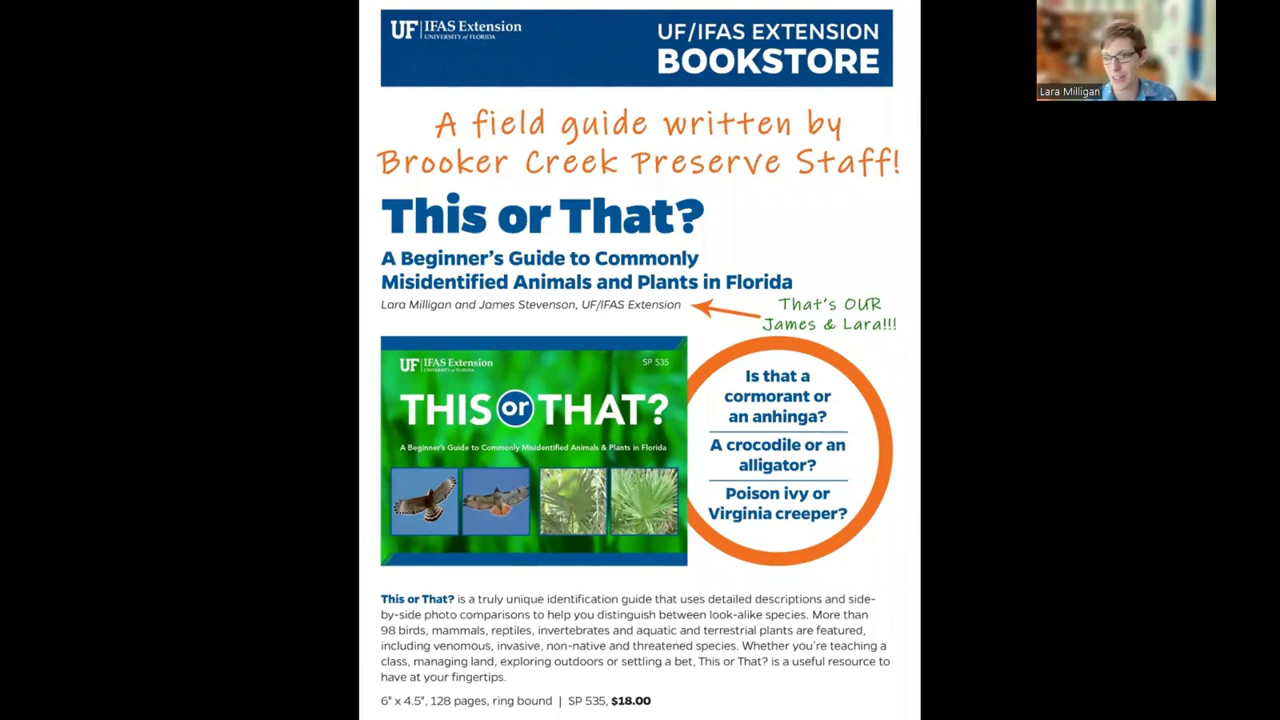 UF IFAS Extension
UNIVERSITY of FLORIDA
UF/IFAS EXTENSION
BOOKSTORE
Lara Milligan
A field guide written by
Brooker Creek Preserve Staff!
This or That?
A Beginner's Guide to Commonly
Misidentified Animals and Plants in Florida
Lara Milligan and James Stevenson, UF/IFAS Extension
That's OUR
James & Lara!!!
UF IFAS Extension
UNIVERSITY of FLORIDA
SP 535
THIS or THAT?
A Beginner's Guide to Commonly Misidentified Animals & Plants in Florida
Is that a
cormorant or
an anhinga?
A crocodile or an
alligator?
Poison ivy or
Virginia creeper?
This or That? is a truly unique identification guide that uses detailed descriptions and side-
by-side photo comparisons to help you distinguish between look-alike species. More than
98 birds, mammals, reptiles, invertebrates and aquatic and terrestrial plants are featured,
including venomous, invasive, non-native and threatened species. Whether you're teaching a
class, managing land, exploring outdoors or settling a bet, This or That? is a useful resource to
have at your fingertips.
6" x 4.5", 128 pages, ring bound | SP 535, $18.00